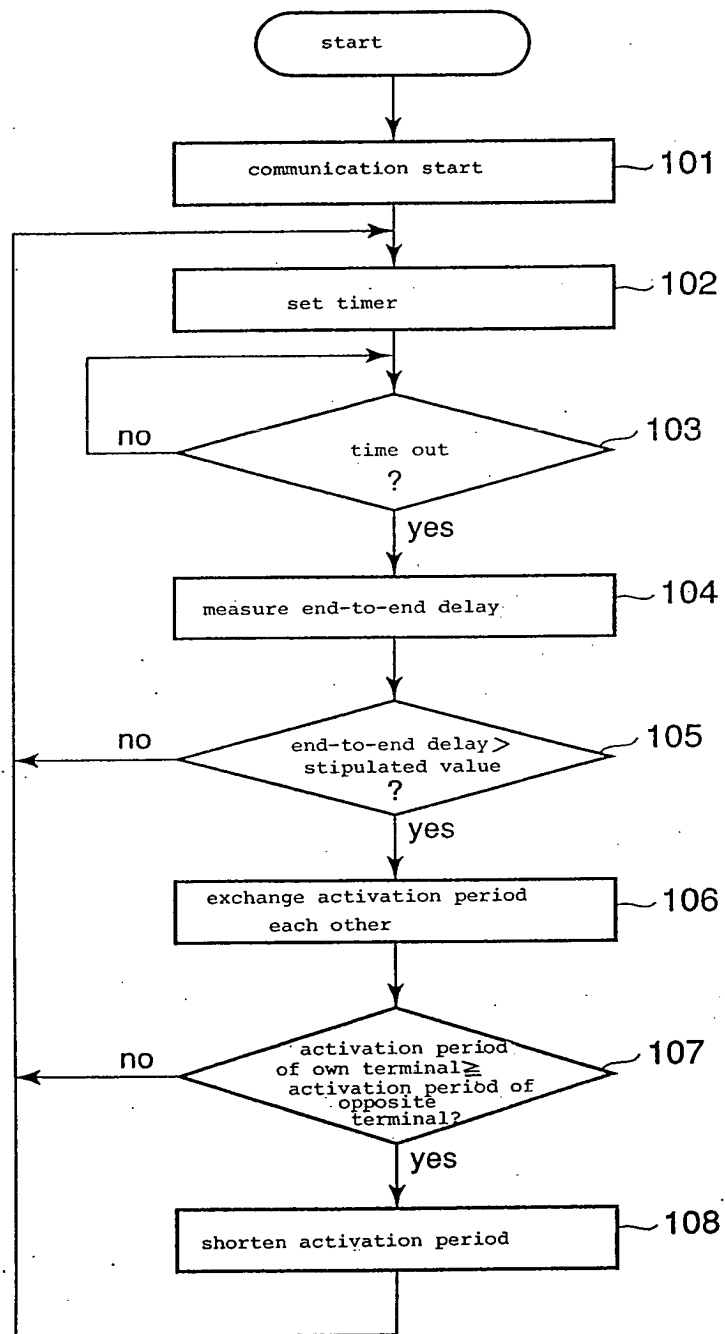 start
communication start
101
set timer
102
no
time out
?
103
yes
measure end-to-end delay
104
no
end-to-end delay>
stipulated value
?
105
yes
exchange activation period
each other
106
no
activation period
of own terminal≧
activation period of
opposite
terminal?
107
yes
shorten activation period
108